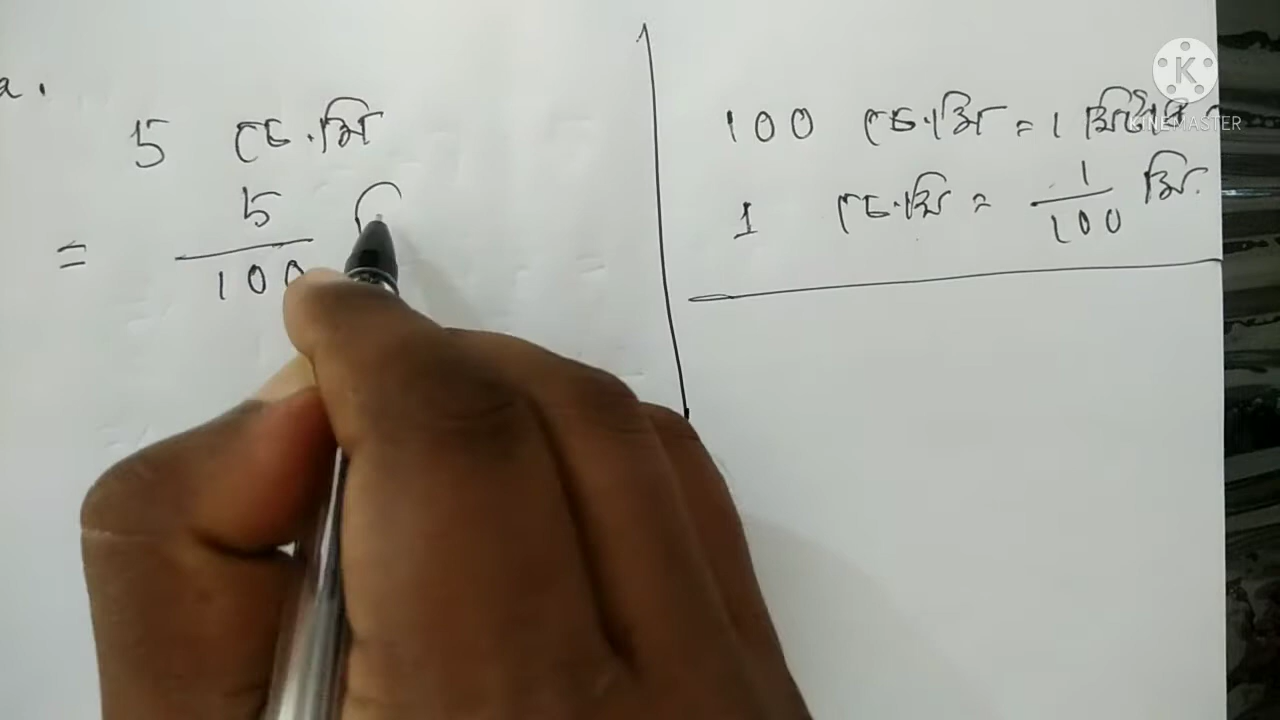 a.
5 চে.মি
= 5/100
100 চে.মি = 1 মিটাৰ
1 চে.মি = 1/100 মি.
KINEMASTER